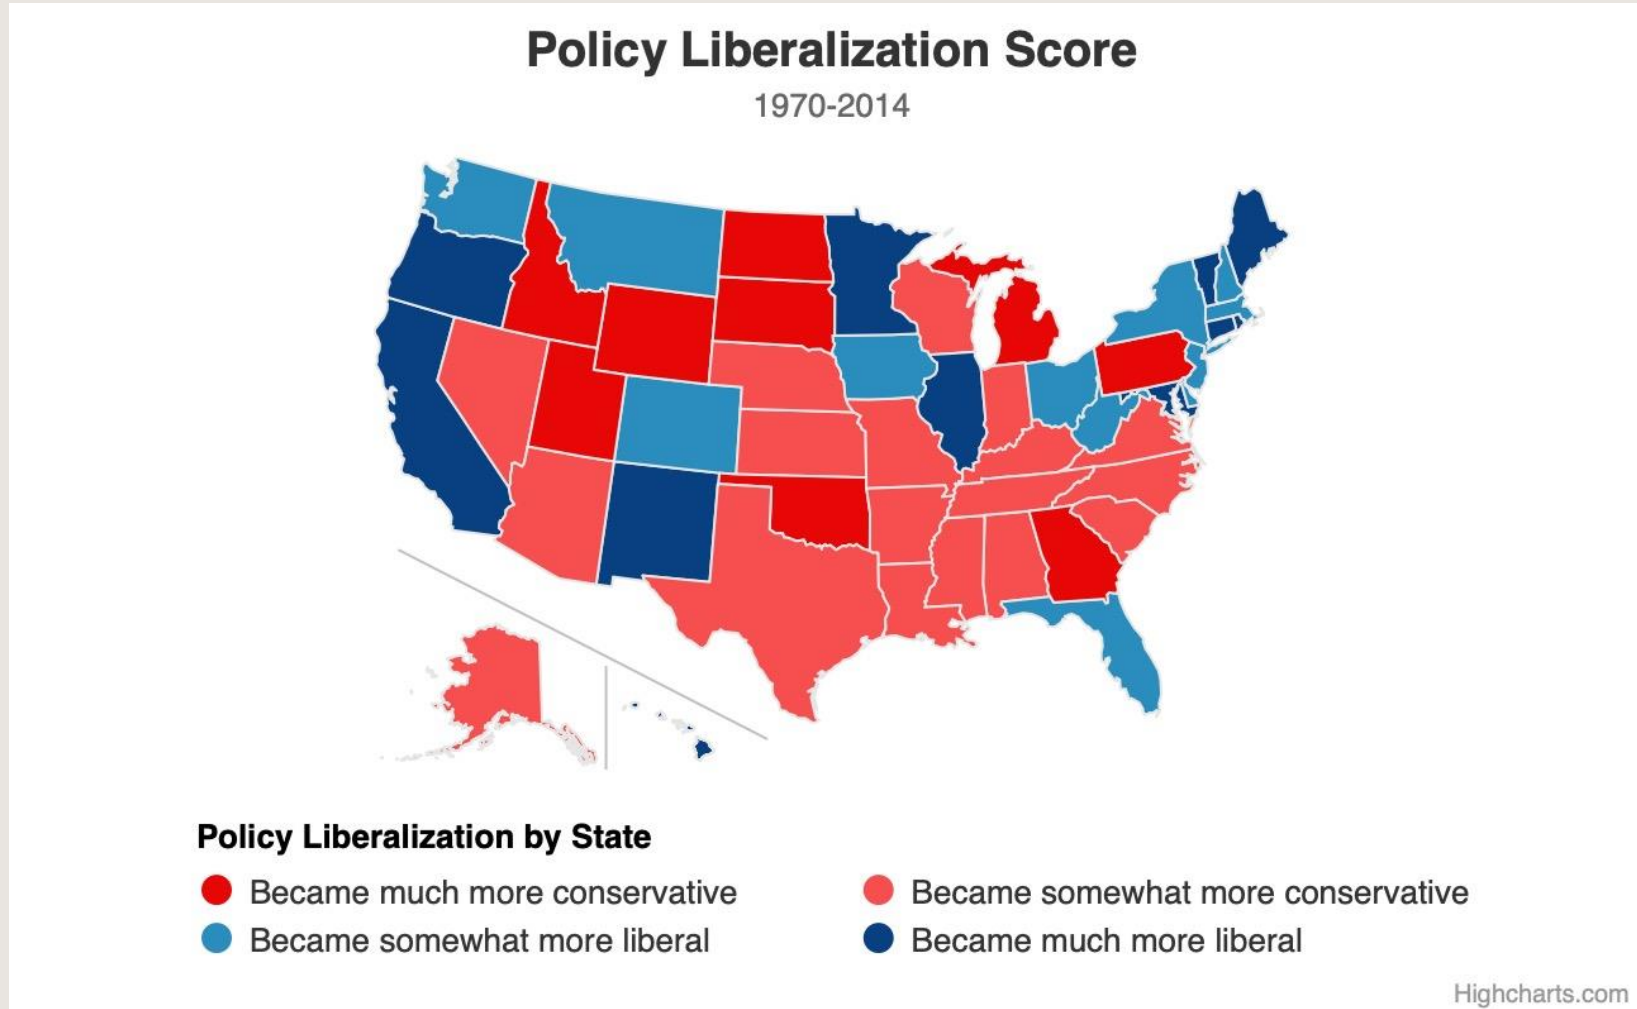 Policy Liberalization Score
1970-2014
Policy Liberalization by State
Became much more conservative
Became somewhat more conservative
Became somewhat more liberal
Became much more liberal
Highcharts.com